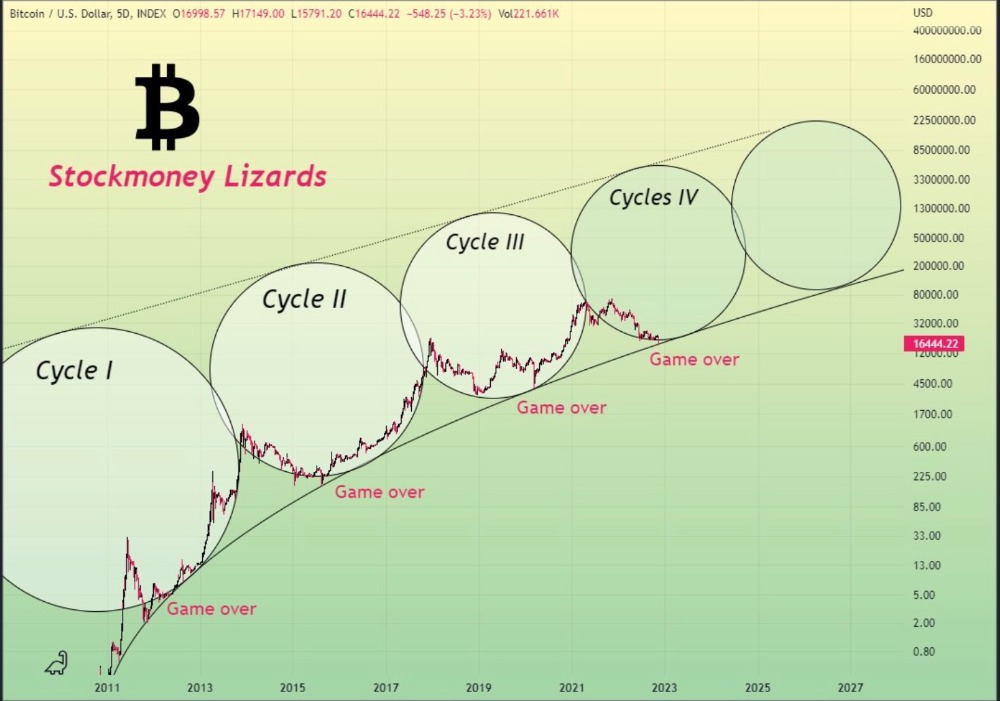 Bitcoin / U.S. Dollar, 5D, INDEX O16998.57 H17149.00 L15791.20 C16444.22 −548.25 (−3.23%) Vol221.661K
USD
400000000.00
160000000.00
60000000.00
22500000.00
Stockmoney Lizards
8500000.00
3300000.00
Cycles IV
1300000.00
Cycle III
500000.00
200000.00
Cycle II
80000.00
32000.00
16444.22
12000.00
Game over
Cycle I
4500.00
Game over
1700.00
600.00
225.00
Game over
85.00
33.00
13.00
5.00
Game over
2.00
0.80
2011 2013 2015 2017 2019 2021 2023 2025 2027